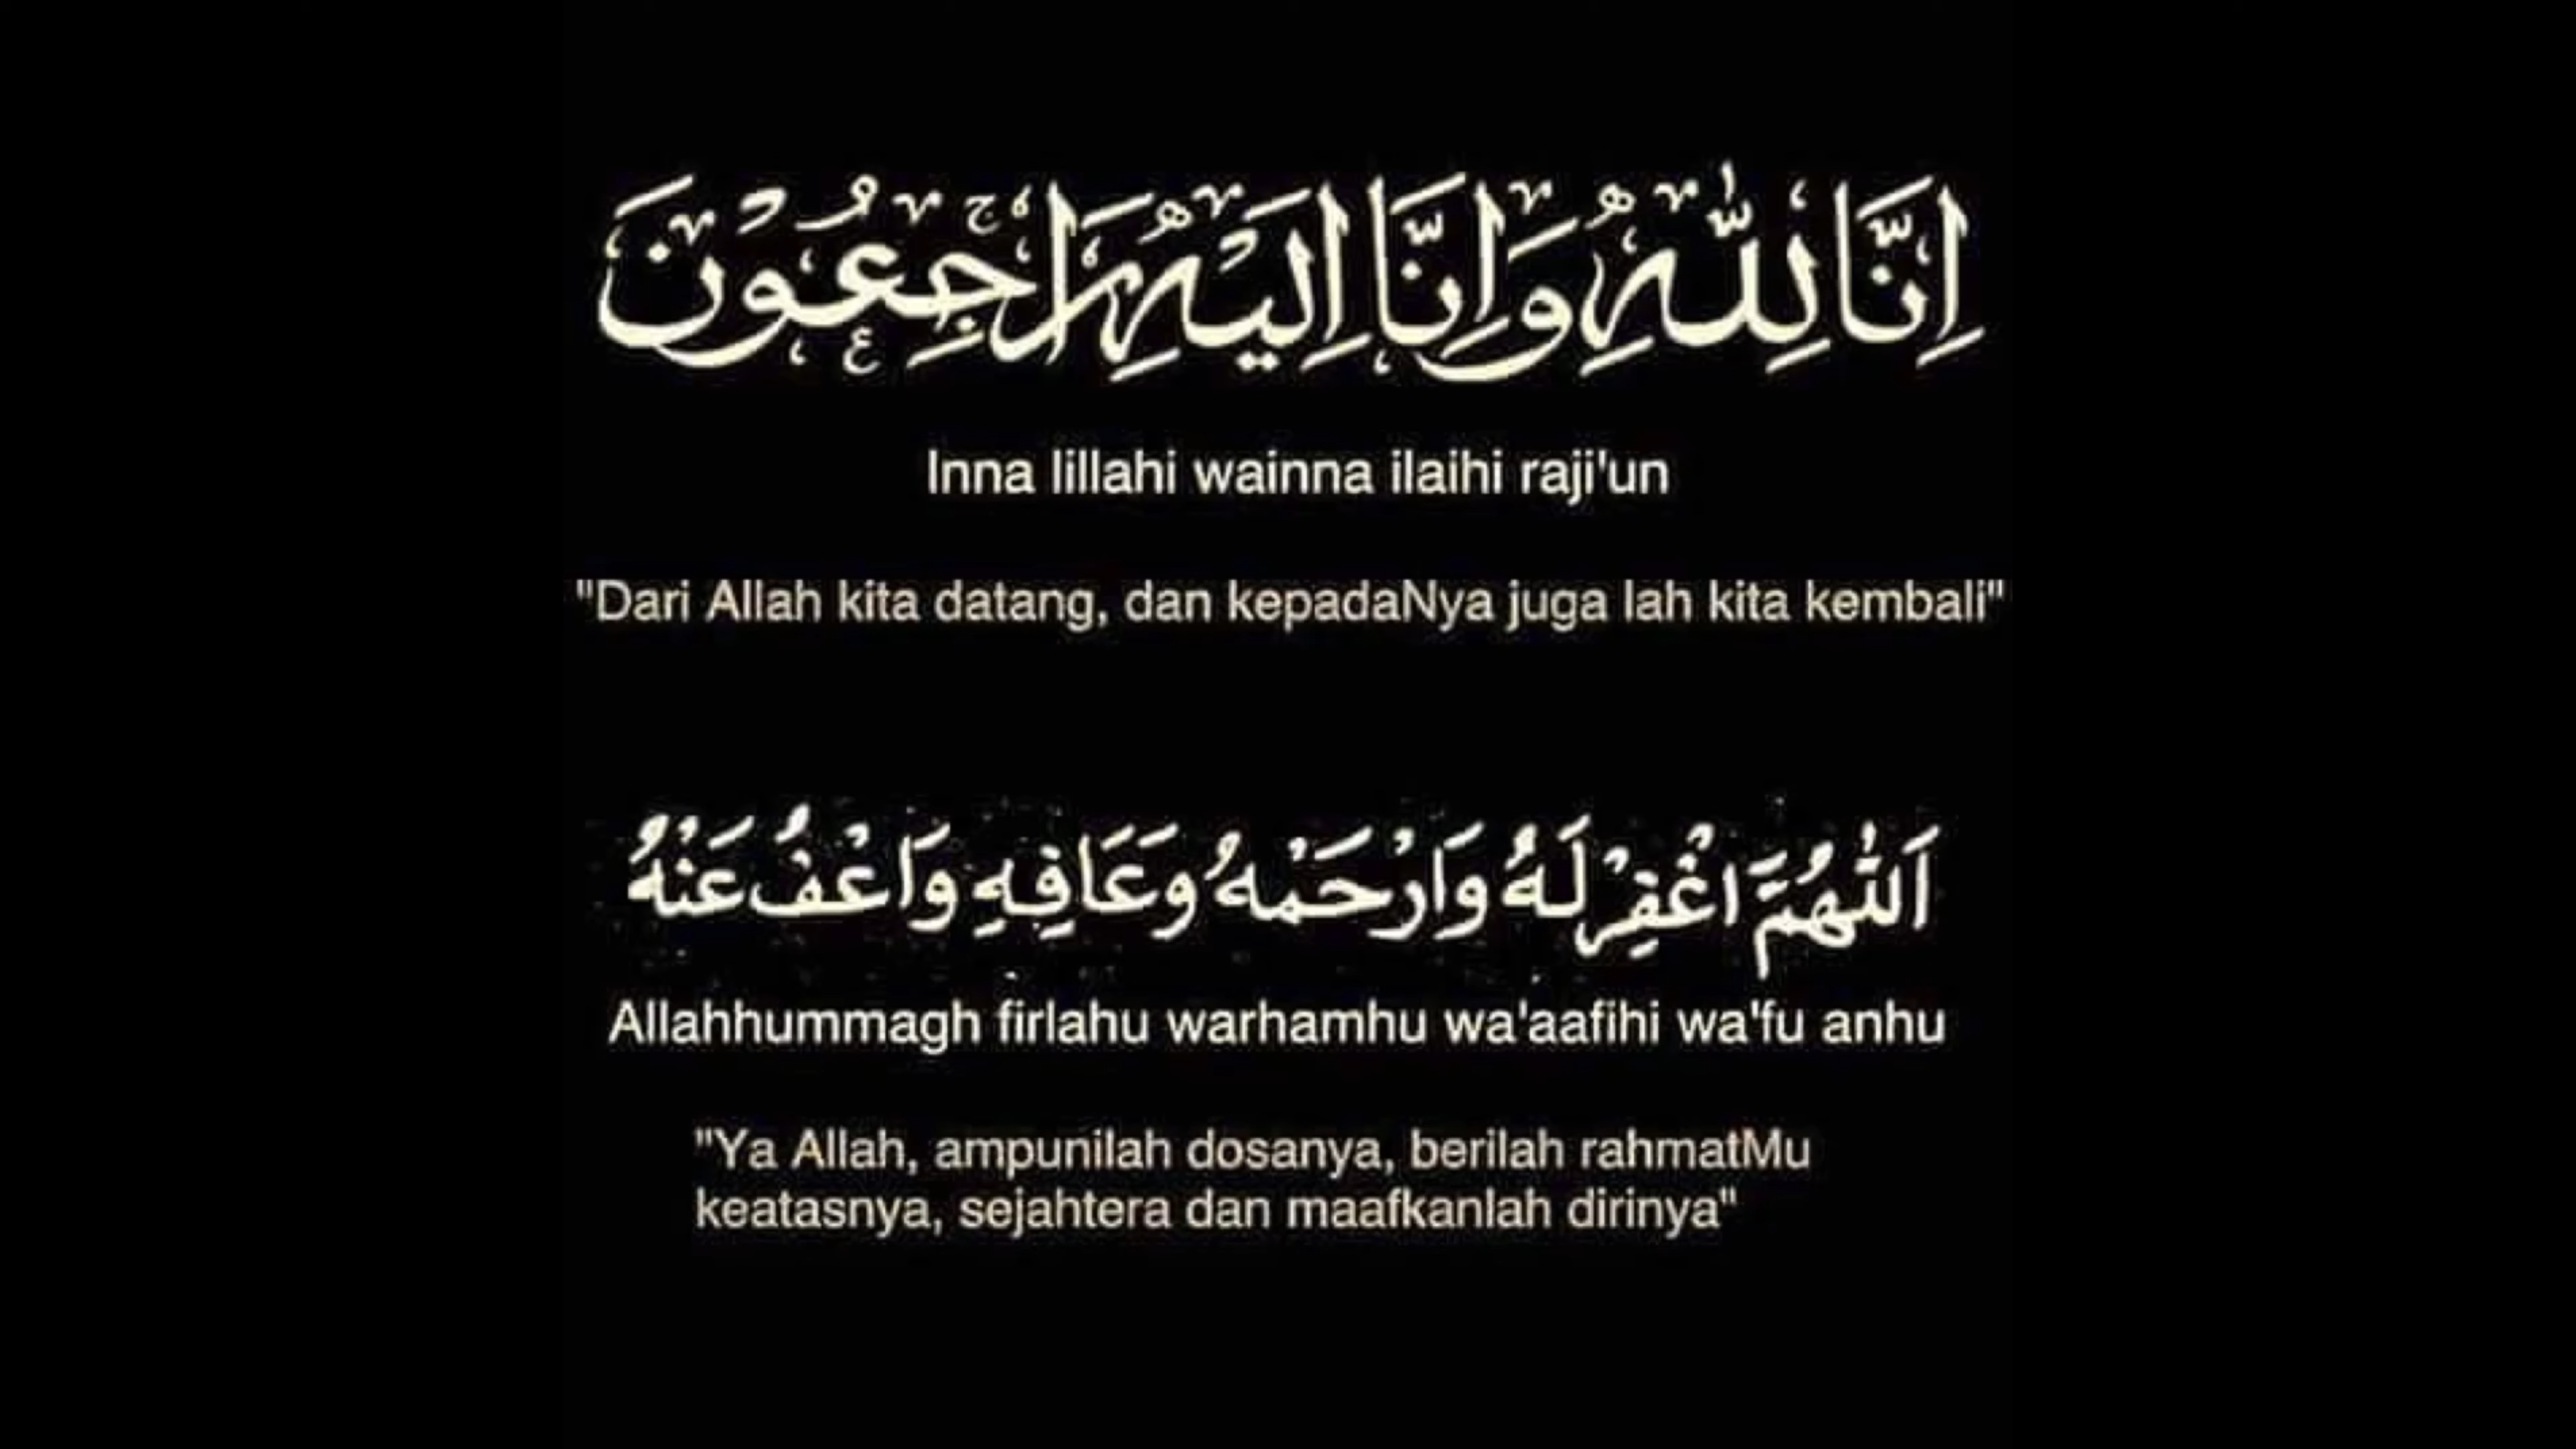 اِنَّا لِلّٰهِ وَاِنَّا اِلَيْهِ رَاجِعُوْنَ
Inna lillahi wainna ilaihi raji'un
"Dari Allah kita datang, dan kepadaNya juga lah kita kembali"
اَللّٰهُمَّ اغْفِرْ لَهُ وَارْحَمْهُ وَعَافِهِ وَاعْفُ عَنْهُ
Allahhummagh firlahu warhamhu wa'aafihi wa'fu anhu
"Ya Allah, ampunilah dosanya, berilah rahmatMu
keatasnya, sejahtera dan maafkanlah dirinya"